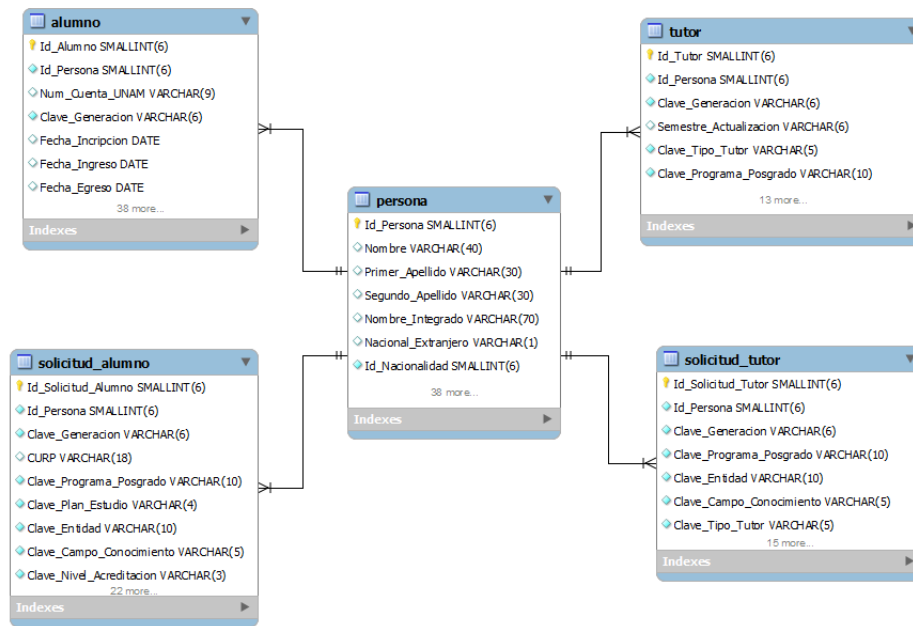 alumno
Id_Alumno SMALLINT(6)
Id_Persona SMALLINT(6)
Num_Cuenta_UNAM VARCHAR(9)
Clave_Generacion VARCHAR(6)
Fecha_Incripcion DATE
Fecha_Ingreso DATE
Fecha_Egreso DATE
38 more...
Indexes
tutor
Id_Tutor SMALLINT(6)
Id_Persona SMALLINT(6)
Clave_Generacion VARCHAR(6)
Semestre_Actualizacion VARCHAR(6)
Clave_Tipo_Tutor VARCHAR(5)
Clave_Programa_Posgrado VARCHAR(10)
13 more...
Indexes
persona
Id_Persona SMALLINT(6)
Nombre VARCHAR(40)
Primer_Apellido VARCHAR(30)
Segundo_Apellido VARCHAR(30)
Nombre_Integrado VARCHAR(70)
Nacional_Extranjero VARCHAR(1)
Id_Nacionalidad SMALLINT(6)
38 more...
Indexes
solicitud_alumno
Id_Solicitud_Alumno SMALLINT(6)
Id_Persona SMALLINT(6)
Clave_Generacion VARCHAR(6)
CURP VARCHAR(18)
Clave_Programa_Posgrado VARCHAR(10)
Clave_Plan_Estudio VARCHAR(4)
Clave_Entidad VARCHAR(10)
Clave_Campo_Conocimiento VARCHAR(5)
Clave_Nivel_Acreditacion VARCHAR(3)
22 more...
Indexes
solicitud_tutor
Id_Solicitud_Tutor SMALLINT(6)
Id_Persona SMALLINT(6)
Clave_Generacion VARCHAR(6)
Clave_Programa_Posgrado VARCHAR(10)
Clave_Entidad VARCHAR(10)
Clave_Campo_Conocimiento VARCHAR(5)
Clave_Tipo_Tutor VARCHAR(5)
15 more...
Indexes